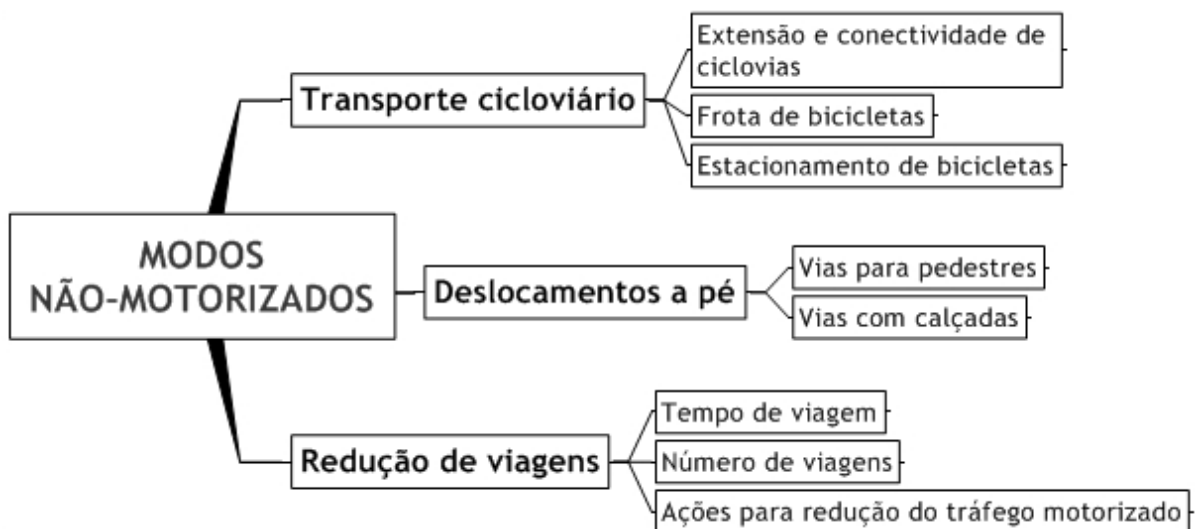 MODOS
NÃO-MOTORIZADOS
Transporte cicloviário
Extensão e conectividade de
ciclovias
Frota de bicicletas
Estacionamento de bicicletas
Deslocamentos a pé
Vias para pedestres
Vias com calçadas
Redução de viagens
Tempo de viagem
Número de viagens
Ações para redução do tráfego motorizado